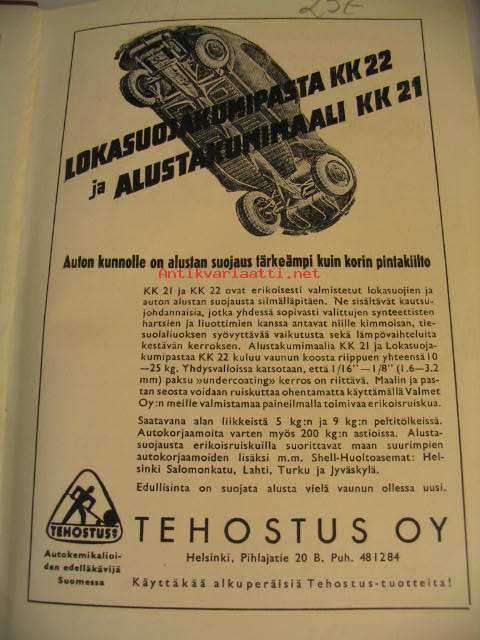 25E
LOKASUOJAKUMIPASTA KK 22
ja ALUSTAKUMIMAALI KK 21
Auton kunnolle on alustan suojaus tärkeämpi kuin korin pintakiilto
Antikvariaatti.net
KK 21 ja KK 22 ovat erikoisesti valmistetut lokasuojien ja
auton alustan suojausta silmälläpitäen. Ne sisältävät kautsu-
johdannaisia, jotka yhdessä sopivasti valittujen synteettisten
hartsien ja liuottimien kanssa antavat niille kimmoisan, tie-
suolaliuoksen syövyttävää vaikutusta sekä lämpövaihteluita
kestävän kerroksen. Alustakumimaalia KK 21 ja Lokasuoja-
kumipastaa KK 22 kuluu vaunun koosta riippuen yhteensä 10
—25 kg. Yhdysvalloissa katsotaan, että 1/16"—1/8" (1.6—3.2
mm) paksu »undercoating» kerros on riittävä. Maalin ja pas-
tan seosta voidaan ruiskuttaa ohentamatta käyttämällä Valmet
Oy:n meille valmistamaa paineilmalla toimivaa erikoisruiskua.
Saatavana alan liikkeistä 5 kg:n ja 9 kg:n peltitölkeissä.
Autokorjaamoita varten myös 200 kg:n astioissa. Alusta-
suojausta erikoisruiskuilla suorittavat maan suurimpien
autokorjaamoiden lisäksi m.m. Shell-Huoltoasemat: Hel-
sinki Salomonkatu, Lahti, Turku ja Jyväskylä.
Edullisinta on suojata alusta vielä vaunun ollessa uusi.
TEHOSTUS OY
TEHOSTUS OY
Autokemikalioi-
den edelläkävijä
Suomessa
Helsinki, Pihlajatie 20 B. Puh. 481284
Käyttäkää alkuperäisiä Tehostus-tuotteita!